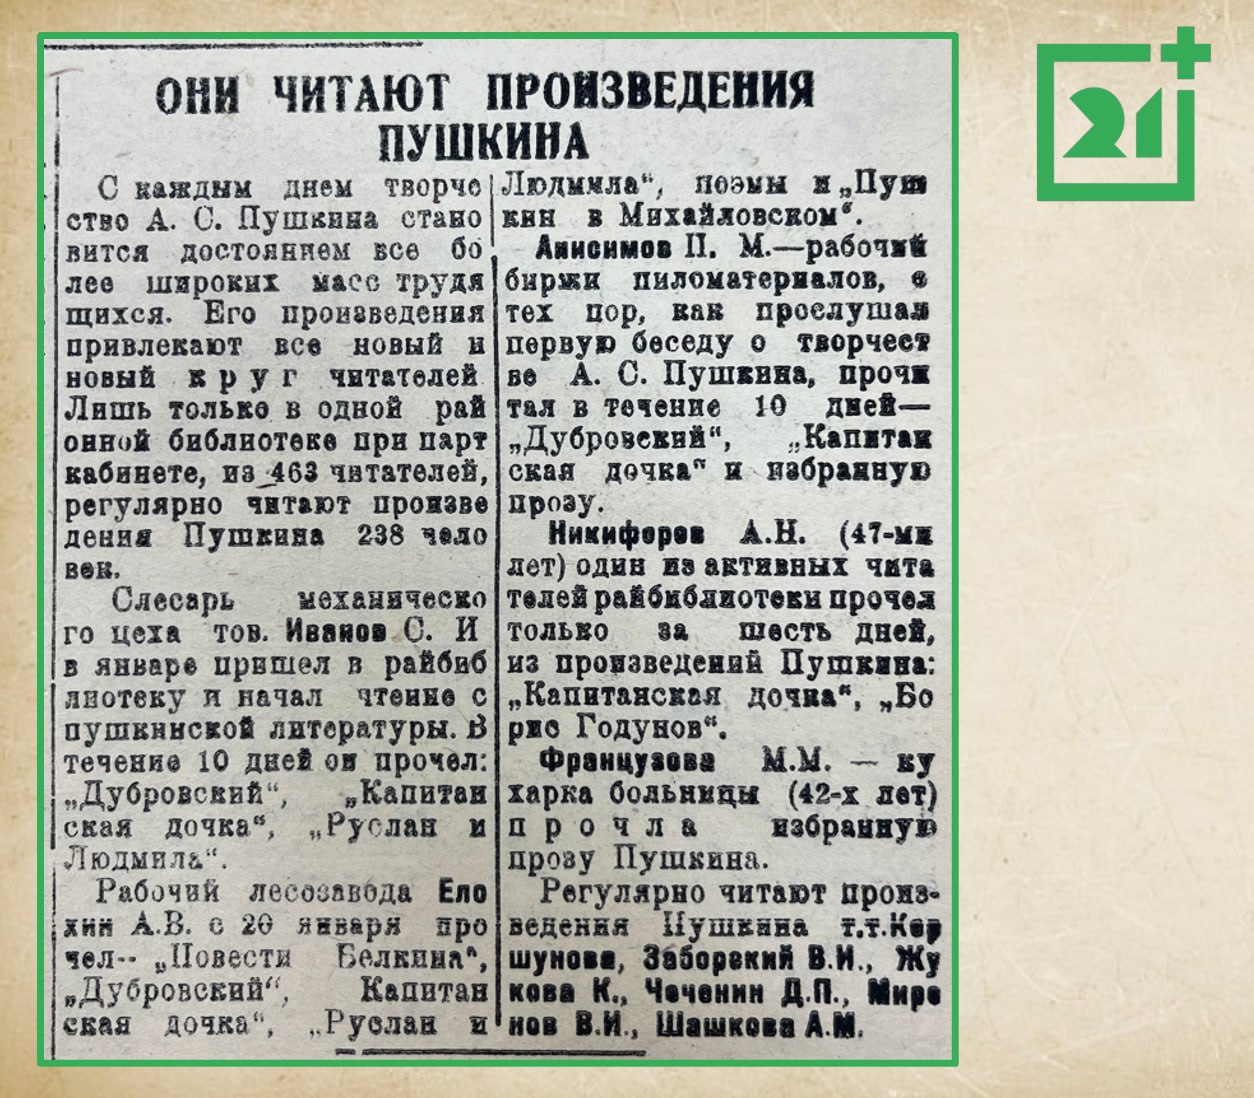 ОНИ ЧИТАЮТ ПРОИЗВЕДЕНИЯ
ПУШКИНА
С каждым днем творче
ство А. С. Пушкина стано
вится достоянием все бо
лее широких масс трудя
щихся. Его произведения
привлекают все новый и
новый круг читателей
Лишь только в одной рай
онной библиотеке при парт
кабинете, из 463 читателей,
регулярно читают произве
дения Пушкина 238 чело
век.
Слесарь механическо
го цеха тов. Иванов С. И
в январе пришел в райбиб
лиотеку и начал чтение с
пушкинской литературы. В
течение 10 дней он прочел:
„Дубровский“, „Капитан
ская дочка“, „Руслан и
Людмила“.
Рабочий лесозавода Ело
хин А.В. с 20 января про
чел-- „Повести Белкина“,
„Дубровский“, Капитан
ская дочка“, „Руслан и
Людмила“, поэмы и „Пуш
кин в Михайловском“.
Анисимов П. М.—рабочий
биржи пиломатериалов, с
тех пор, как прослушал
первую беседу о творчест
ве А. С. Пушкина, прочи
тал в течение 10 дней—
„Дубровский“, „Капитан
ская дочка“ и избранную
прозу.
Никифоров А.Н. (47-ми
лет) один из активных чита
телей райбиблиотеки прочел
только за шесть дней,
из произведений Пушкина:
„Капитанская дочка“, „Бо
рис Годунов“.
Французова М.М. — ку
харка больницы (42-х лет)
прочла избранную
прозу Пушкина.
Регулярно читают произ-
ведения Пушкина т.т.Кор
шунова, Заборский В.И., Жу
кова К., Чеченин Д.П., Миро
нов В.И., Шашкова А.М.
21+